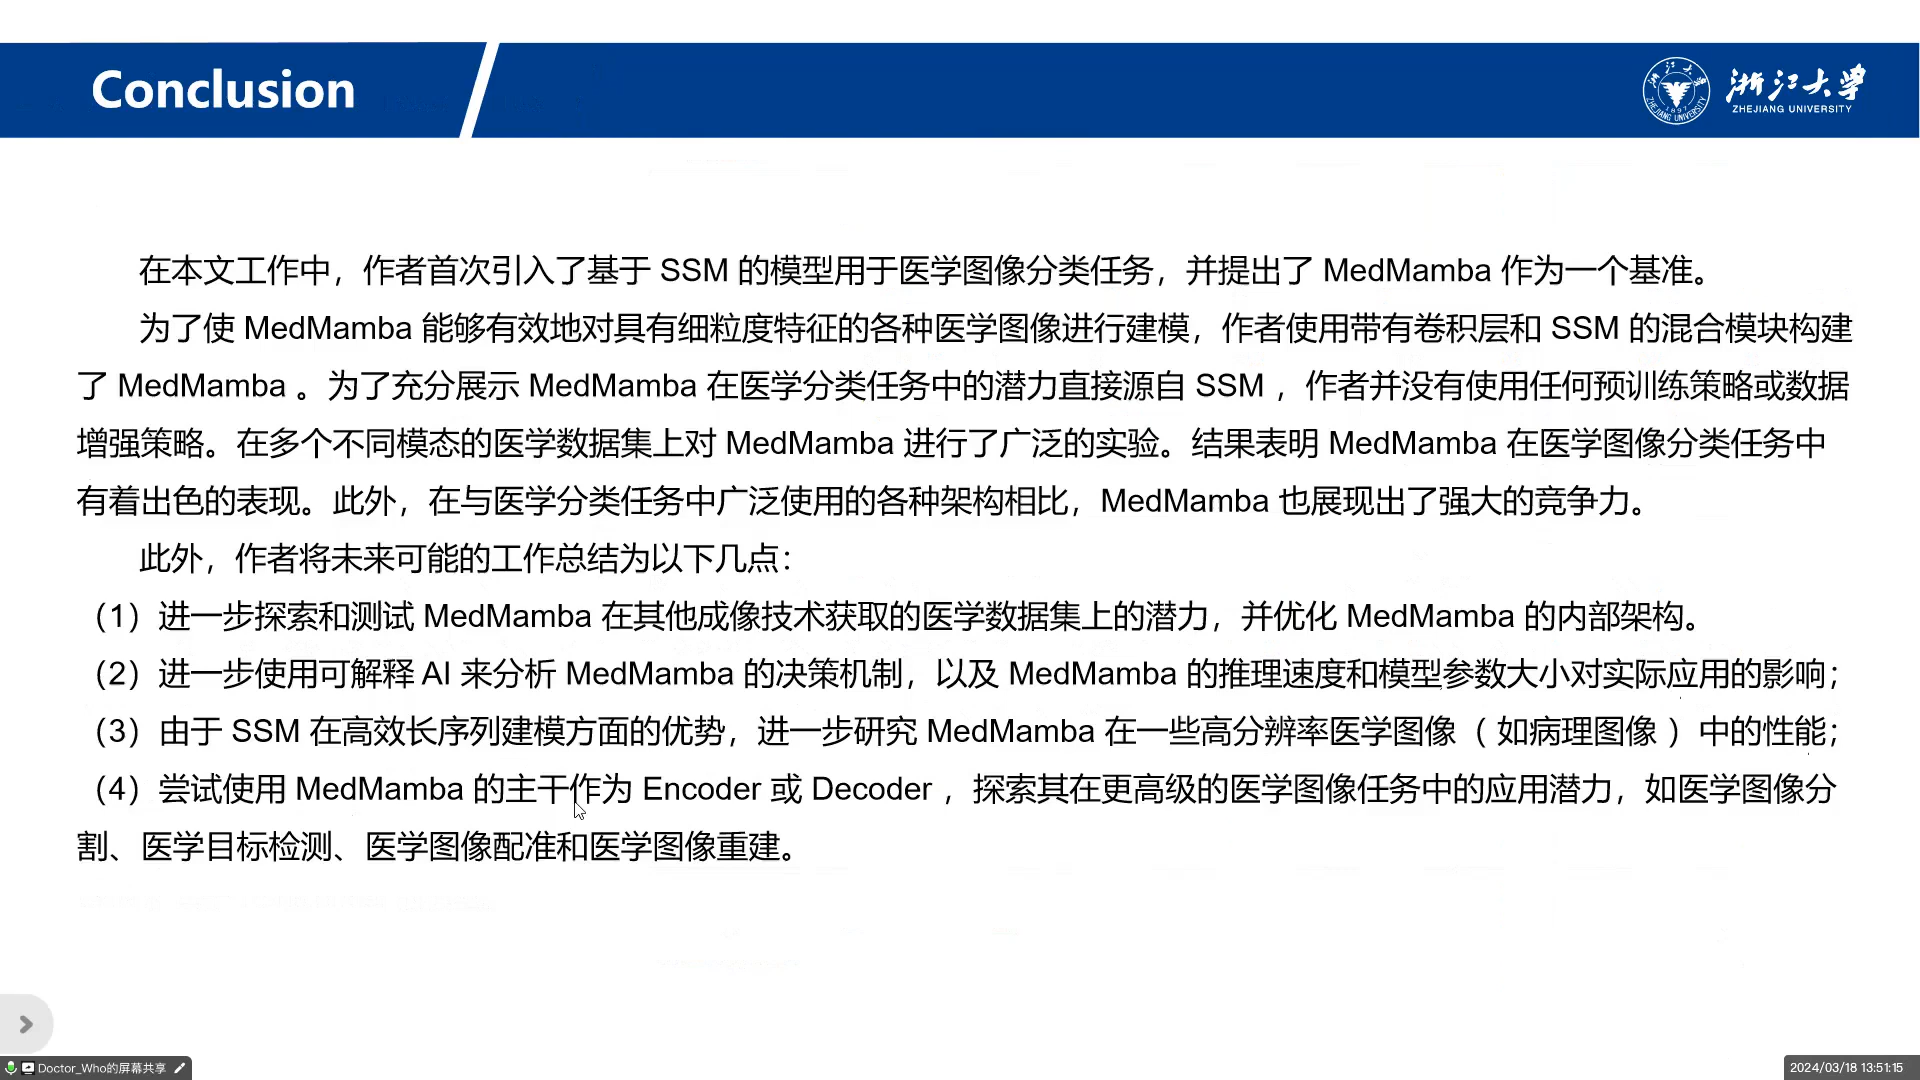 Conclusion
浙江大学
ZHEJIANG UNIVERSITY
浙江大学
1897
ZHEJIANG UNIVERSITY
在本文工作中，作者首次引入了基于 SSM 的模型用于医学图像分类任务，并提出了 MedMamba 作为一个基准。
为了使 MedMamba 能够有效地对具有细粒度特征的各种医学图像进行建模，作者使用带有卷积层和 SSM 的混合模块构建
了 MedMamba 。为了充分展示 MedMamba 在医学分类任务中的潜力直接源自 SSM ，作者并没有使用任何预训练策略或数据
增强策略。在多个不同模态的医学数据集上对 MedMamba 进行了广泛的实验。结果表明 MedMamba 在医学图像分类任务中
有着出色的表现。此外，在与医学分类任务中广泛使用的各种架构相比，MedMamba 也展现出了强大的竞争力。
此外，作者将未来可能的工作总结为以下几点：
（1）进一步探索和测试 MedMamba 在其他成像技术获取的医学数据集上的潜力，并优化 MedMamba 的内部架构。
（2）进一步使用可解释 AI 来分析 MedMamba 的决策机制，以及 MedMamba 的推理速度和模型参数大小对实际应用的影响；
（3）由于 SSM 在高效长序列建模方面的优势，进一步研究 MedMamba 在一些高分辨率医学图像（ 如病理图像 ）中的性能；
（4）尝试使用 MedMamba 的主干作为 Encoder 或 Decoder ，探索其在更高级的医学图像任务中的应用潜力，如医学图像分
割、医学目标检测、医学图像配准和医学图像重建。
Doctor_Who的屏幕共享
2024/03/18 13:51:15